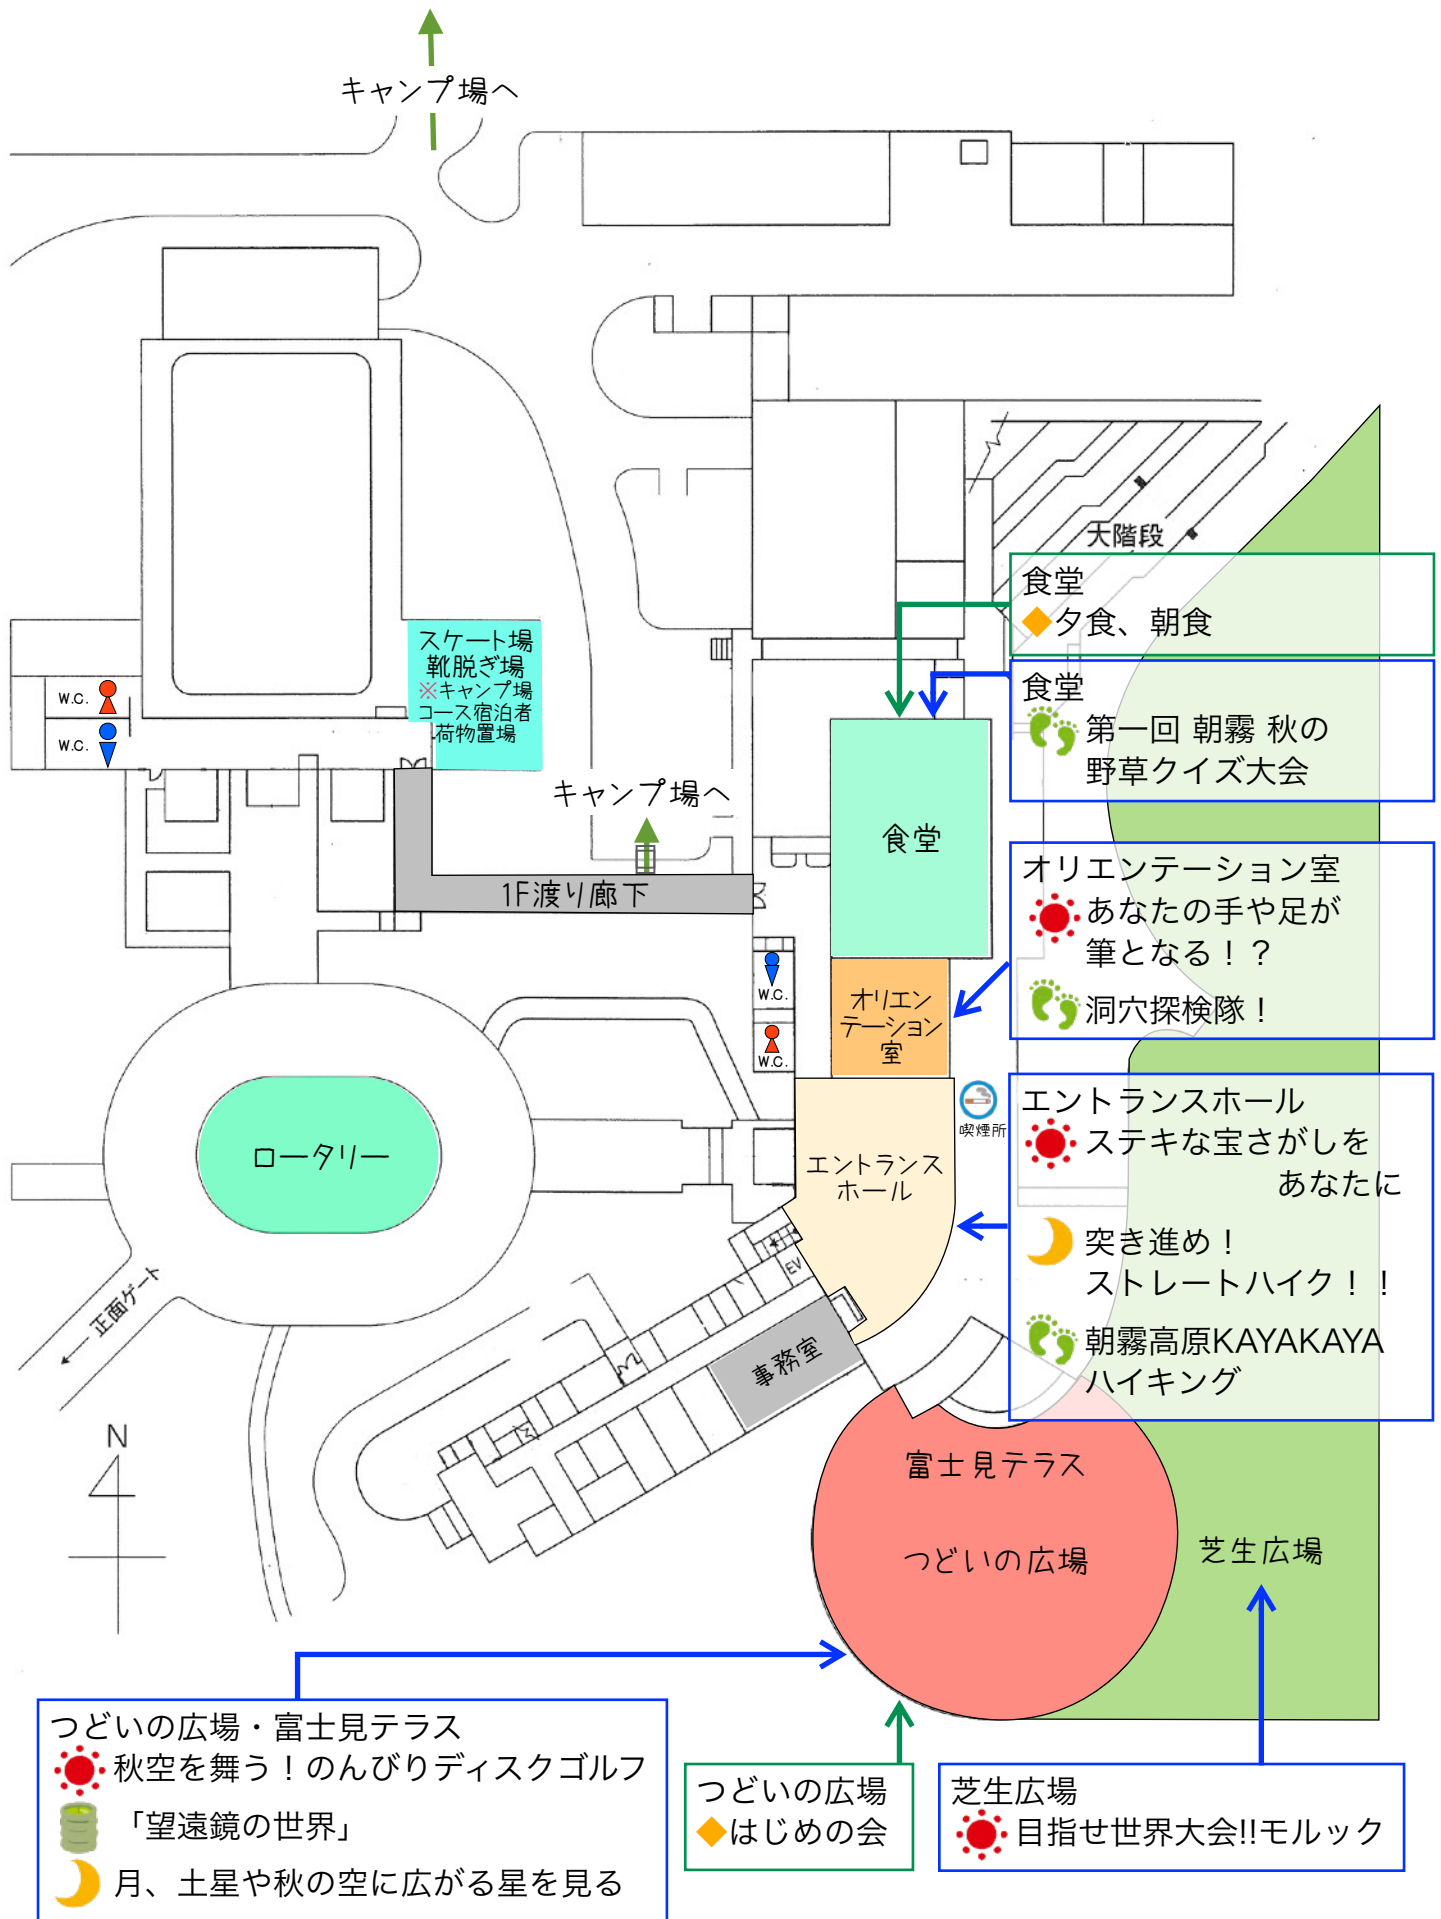 キャンプ場へ
大階段
食堂
◆夕食、朝食
食堂
第一回 朝霧 秋の
野草クイズ大会
スケート場
靴脱ぎ場
※キャンプ場
コース宿泊者
荷物置場
W.C.
W.C.
キャンプ場へ
食堂
1F渡り廊下
オリエンテーション室
あなたの手や足が
筆となる！？
洞穴探検隊！
W.C.
W.C.
オリエン
テーション
室
喫煙所
エントランスホール
ステキな宝さがしを
あなたに
突き進め！
ストレートハイク！！
朝霧高原KAYAKAYA
ハイキング
ロータリー
エントランス
ホール
EV
正面ゲート
事務室
N
富士見テラス
つどいの広場
芝生広場
つどいの広場・富士見テラス
秋空を舞う！のんびりディスクゴルフ
「望遠鏡の世界」
月、土星や秋の空に広がる星を見る
つどいの広場
◆はじめの会
芝生広場
目指せ世界大会!!モルック